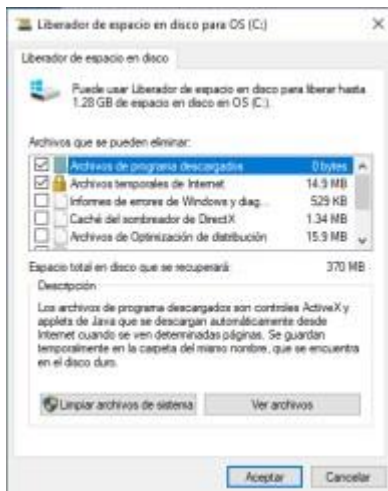 Liberador de espacio en disco para OS (C:)
Liberador de espacio en disco
Puede usar Liberador de espacio en disco para liberar hasta
1.28 GB de espacio en disco en OS (C:).
Archivos que se pueden eliminar:
Archivos de programa descargados 0 bytes
Archivos temporales de Internet 14.9 MB
Informes de errores de Windows y diag... 529 KB
Caché del sombreador de DirectX 1.34 MB
Archivos de Optimización de distribución 15.9 MB
Espacio total en disco que se recuperará: 370 MB
Descripción
Los archivos de programa descargados son controles ActiveX y
applets de Java que se descargan automáticamente desde
Internet cuando se ven determinadas páginas. Se guardan
temporalmente en la carpeta del mismo nombre, que se encuentra
en el disco duro.
Limpiar archivos de sistema Ver archivos
Aceptar Cancelar